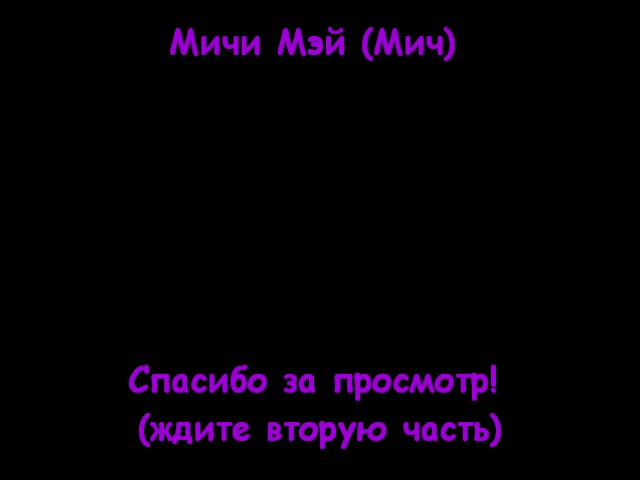 Мичи Мэй (Мич)
Спасибо за просмотр!
(ждите вторую часть)